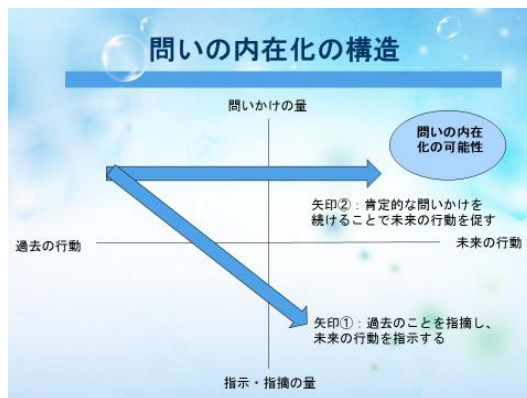 問いの内在化の構造
問いかけの量
問いの内在
化の可能性
矢印②：肯定的な問いかけを
続けることで未来の行動を促す
過去の行動
未来の行動
矢印①：過去のことを指摘し、
未来の行動を指示する
指示・指摘の量